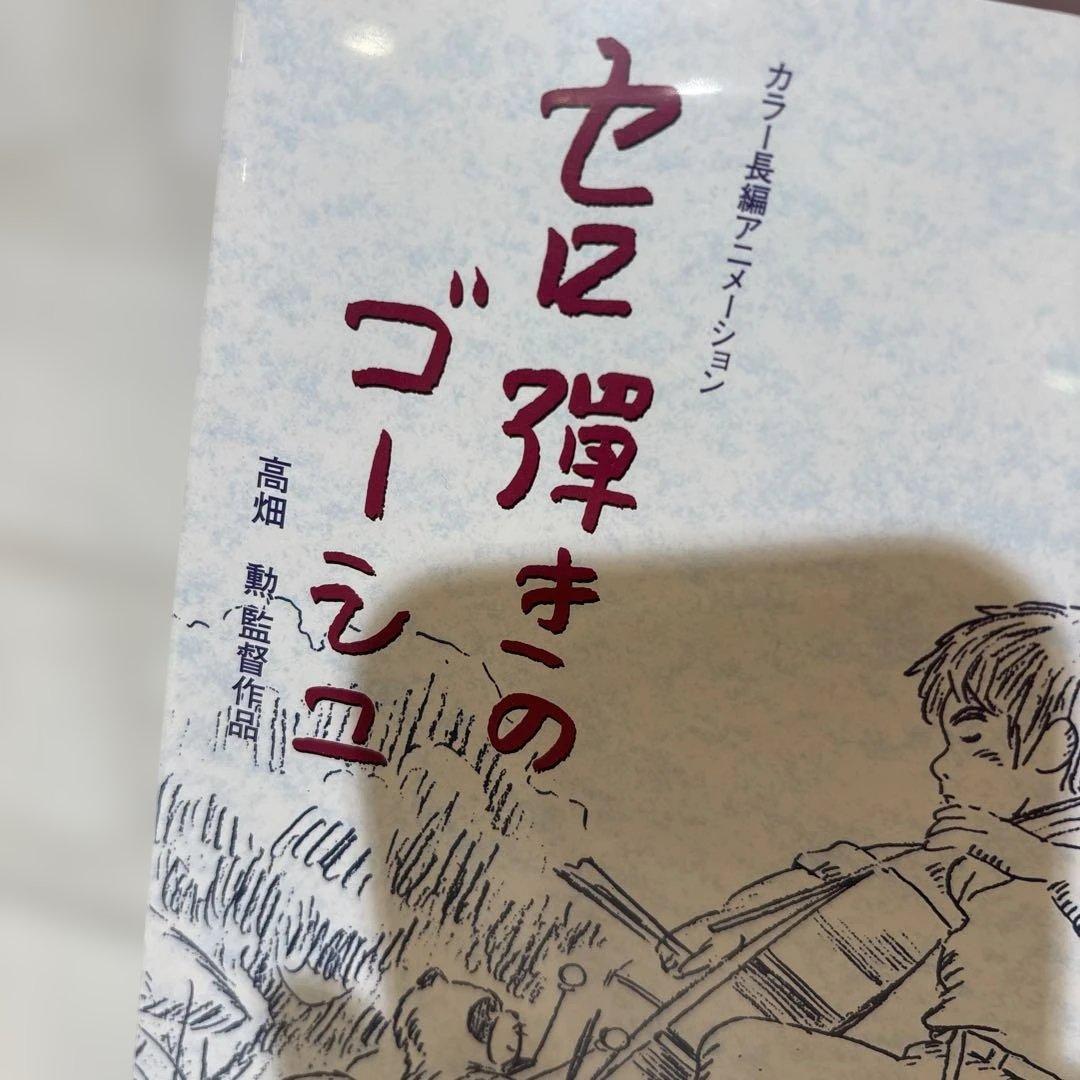 カラー長編アニメーション
セロ彈きの
ゴーシュ
高畑 勲監督作品